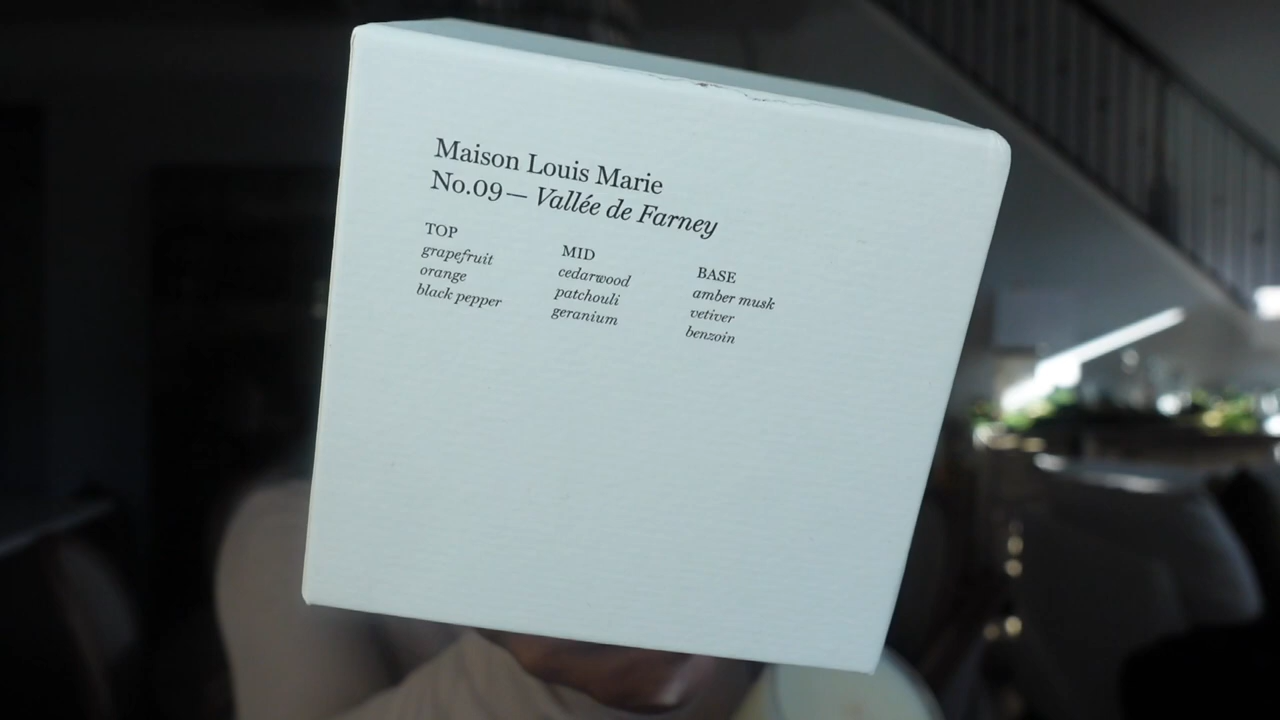 Maison Louis Marie
No.09— Vallée de Farney
TOP
grapefruit
orange
black pepper
MID
cedarwood
patchouli
geranium
BASE
amber musk
vetiver
benzoin